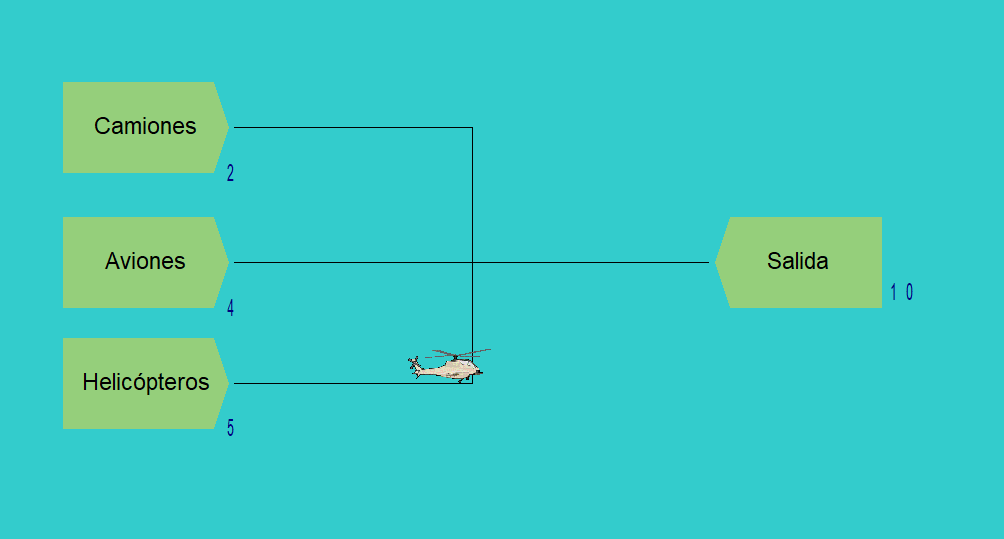 Camiones
2
Aviones
4
Salida
1 0
Helicópteros
5